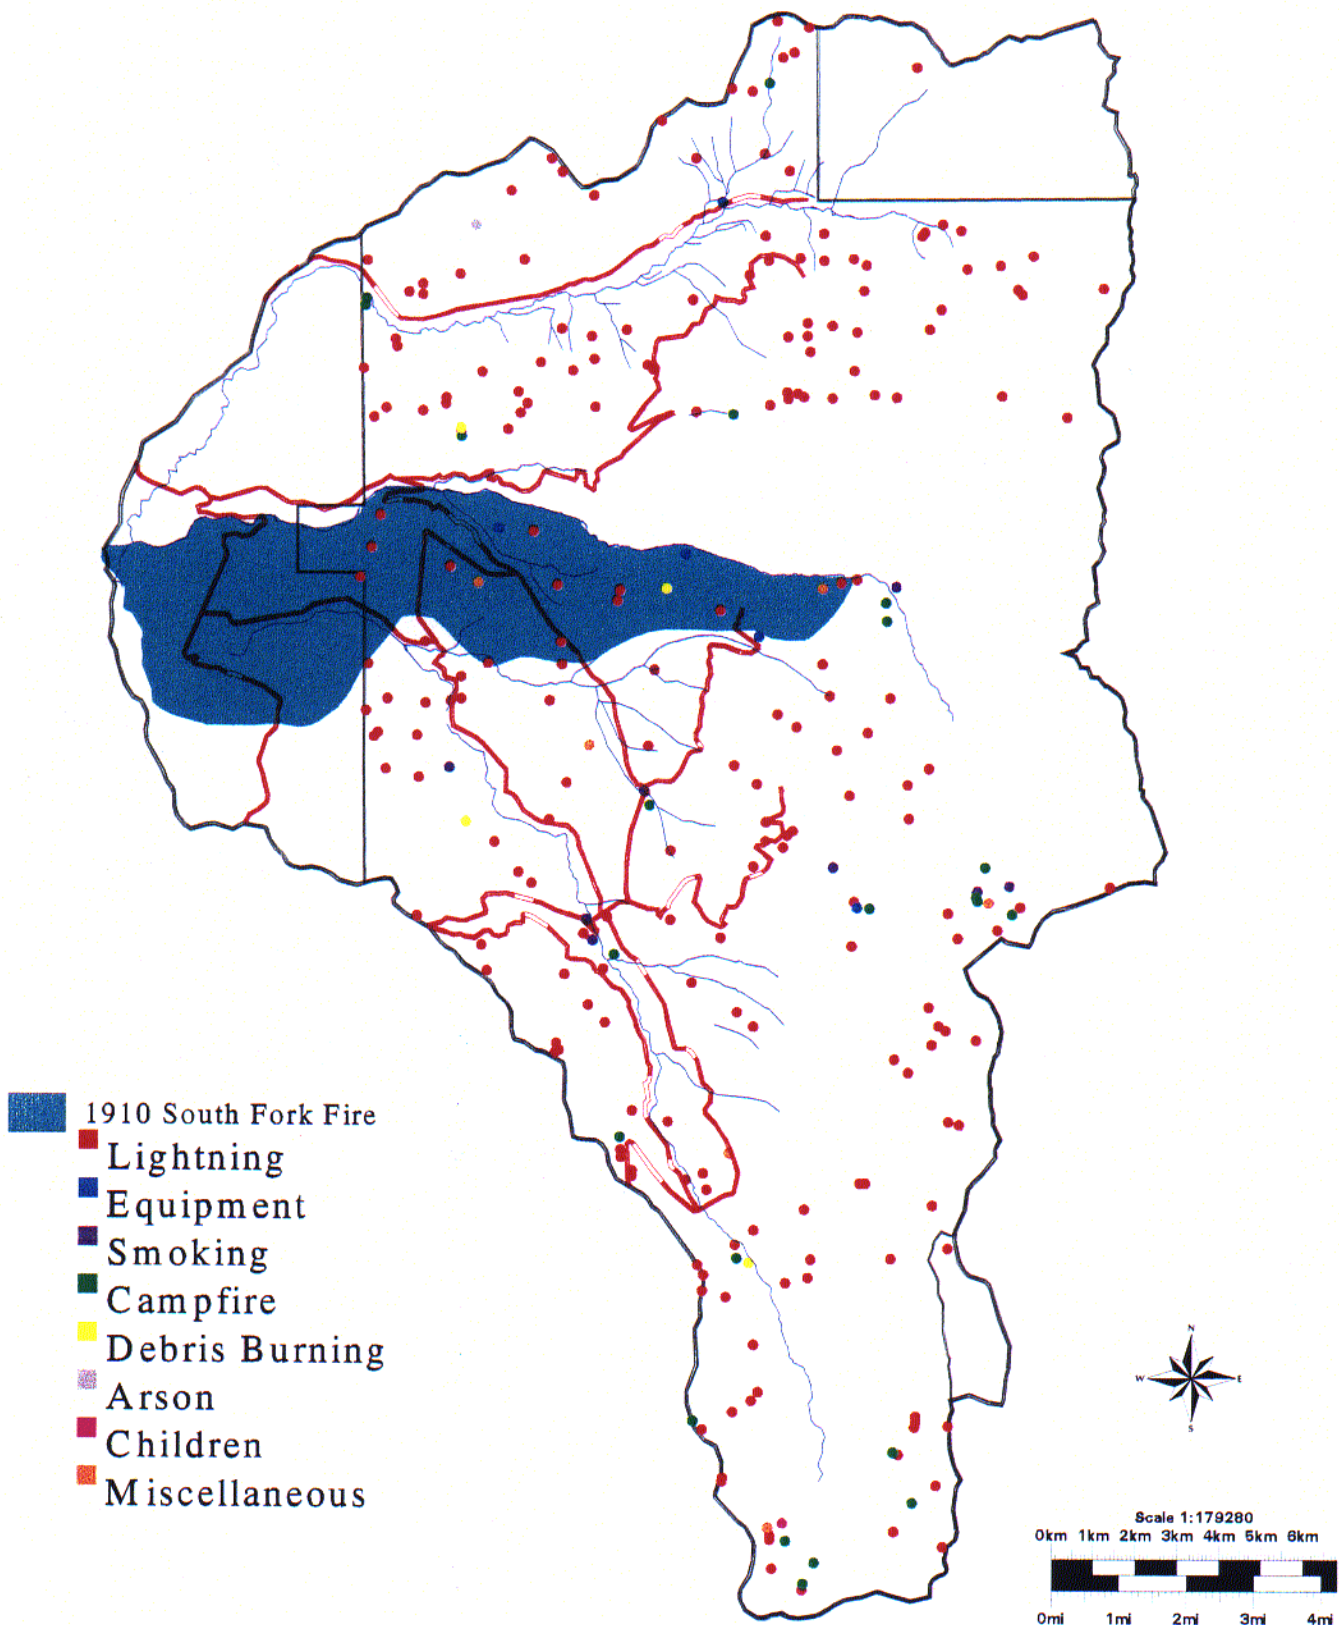 1910 South Fork Fire
Lightning
Equipment
Smoking
Campfire
Debris Burning
Arson
Children
Miscellaneous
N
W E
S
Scale 1:179280
0km 1km 2km 3km 4km 5km 6km
0mi 1mi 2mi 3mi 4mi